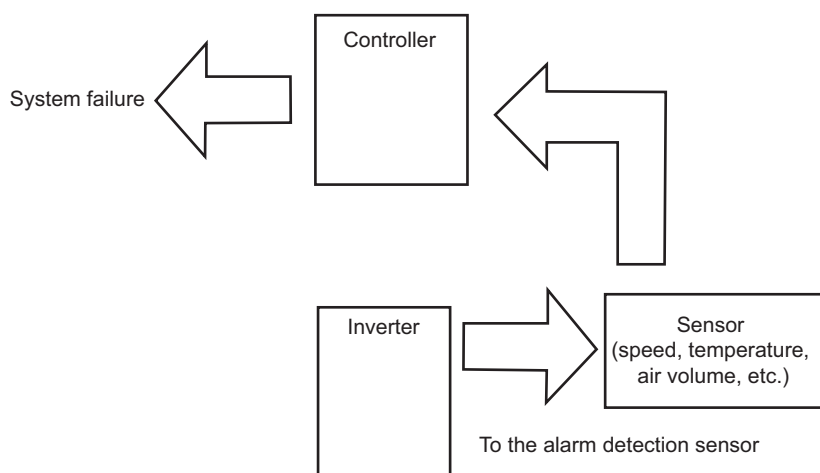 Controller
System failure
Inverter
Sensor
(speed, temperature,
air volume, etc.)
To the alarm detection sensor